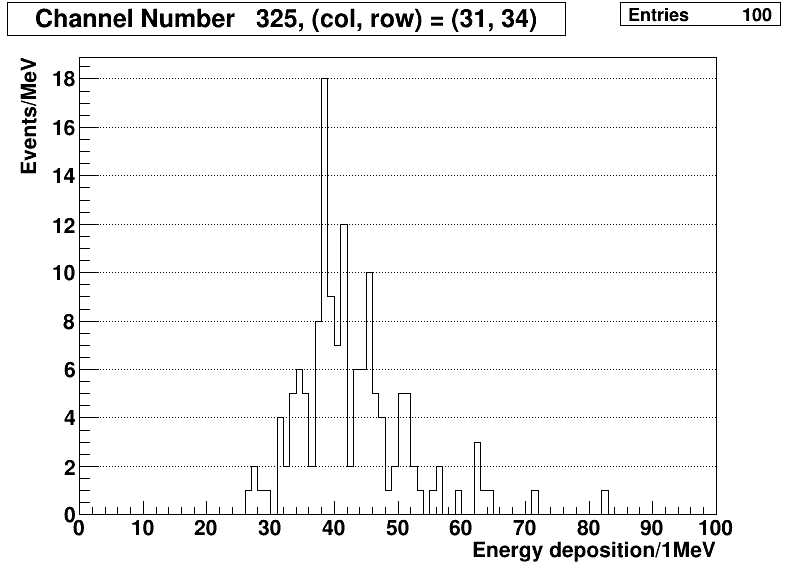 Channel Number   325, (col, row) = (31, 34)
Entries 100
Events/MeV
18
16
14
12
10
8
6
4
2
0
0 10 20 30 40 50 60 70 80 90 100
Energy deposition/1MeV